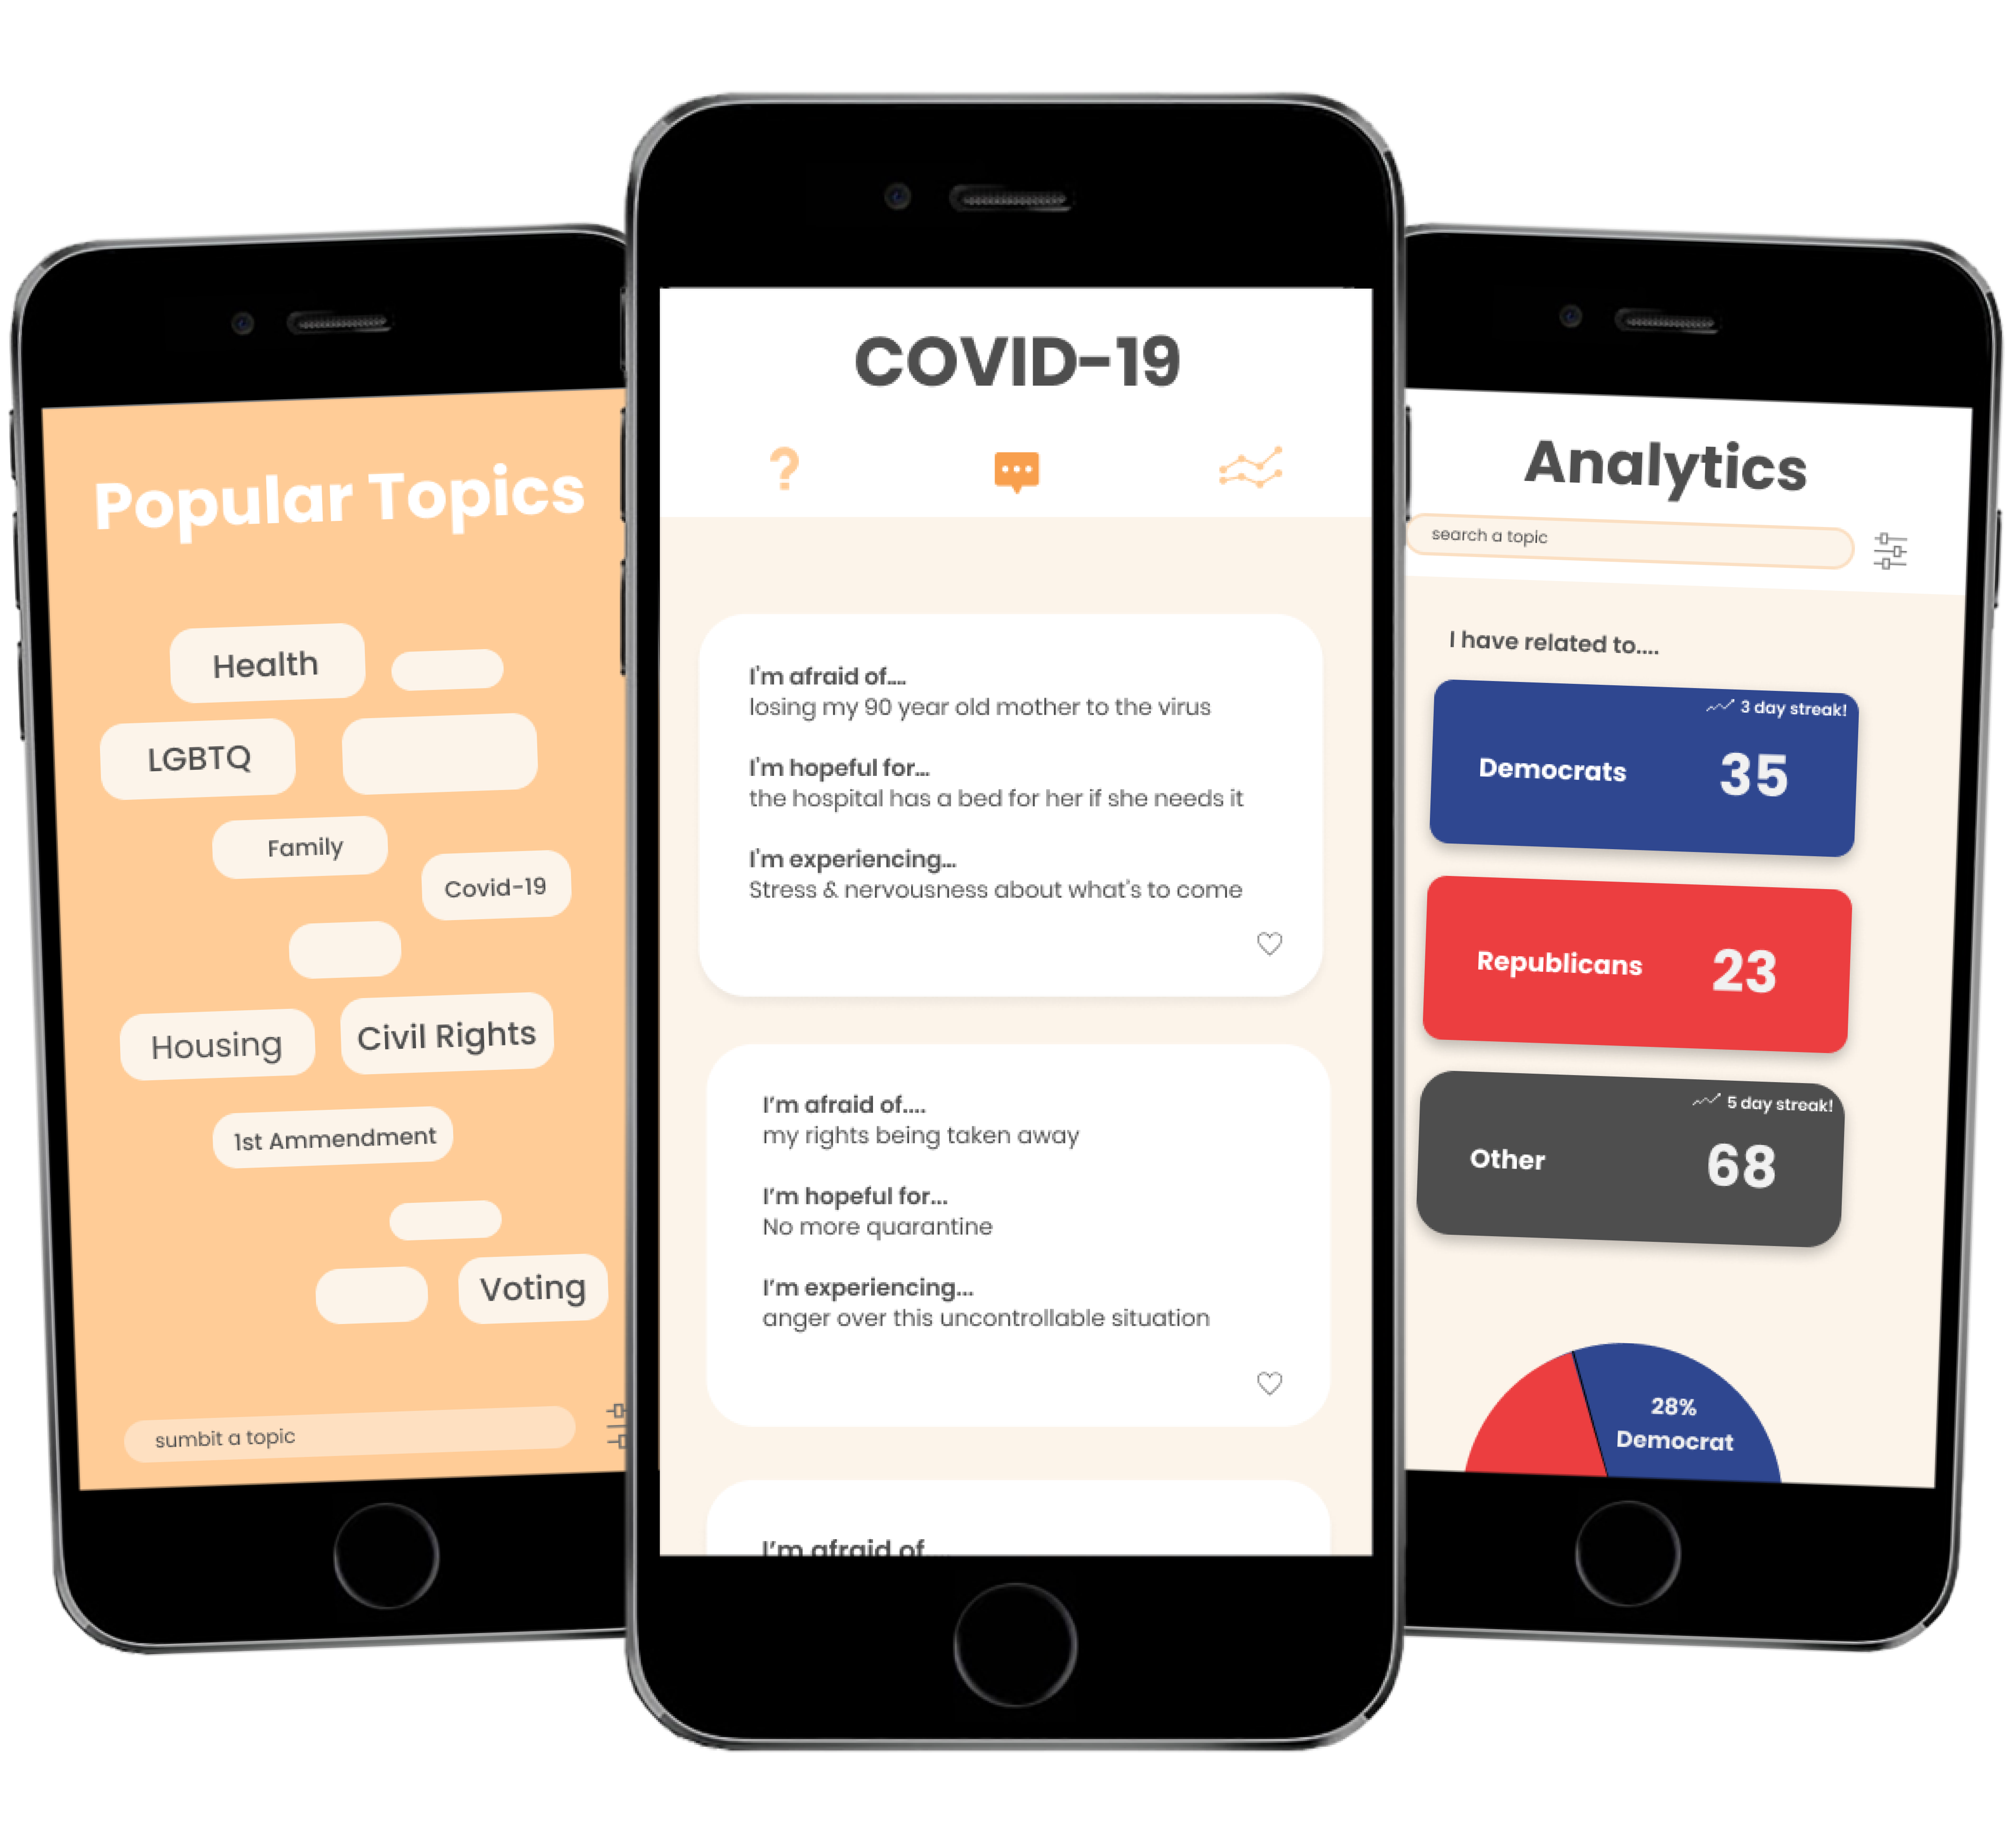 Popular Topics
Health
LGBTQ
Family
Covid-19
Housing
Civil Rights
1st Ammendment
Voting
sumbit a topic
COVID-19
?
I'm afraid of....
losing my 90 year old mother to the virus
I'm hopeful for...
the hospital has a bed for her if she needs it
I'm experiencing...
Stress & nervousness about what's to come
I'm afraid of....
my rights being taken away
I'm hopeful for...
No more quarantine
I'm experiencing...
anger over this uncontrollable situation
I'm afraid of....
Analytics
search a topic
I have related to....
3 day streak!
Democrats 35
Republicans 23
5 day streak!
Other 68
28%
Democrat